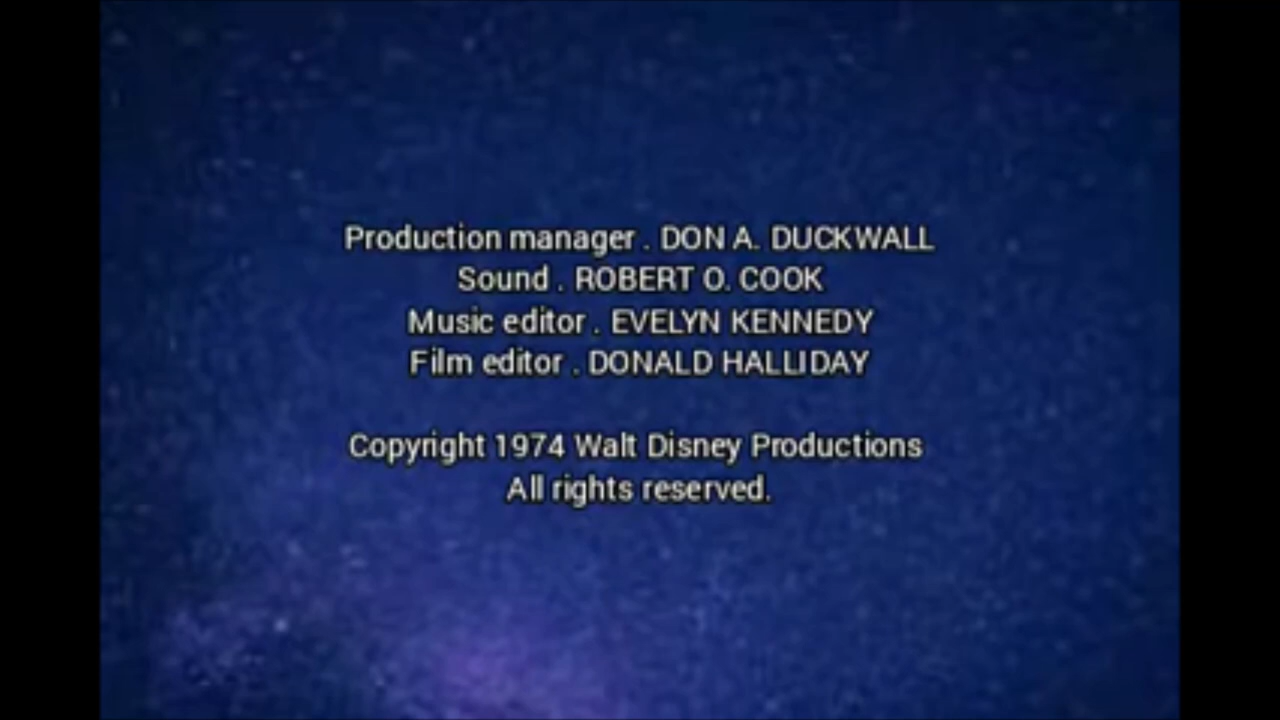 Production manager . DON A. DUCKWALL
Sound . ROBERT O. COOK
Music editor . EVELYN KENNEDY
Film editor . DONALD HALLIDAY
Copyright 1974 Walt Disney Productions
All rights reserved.